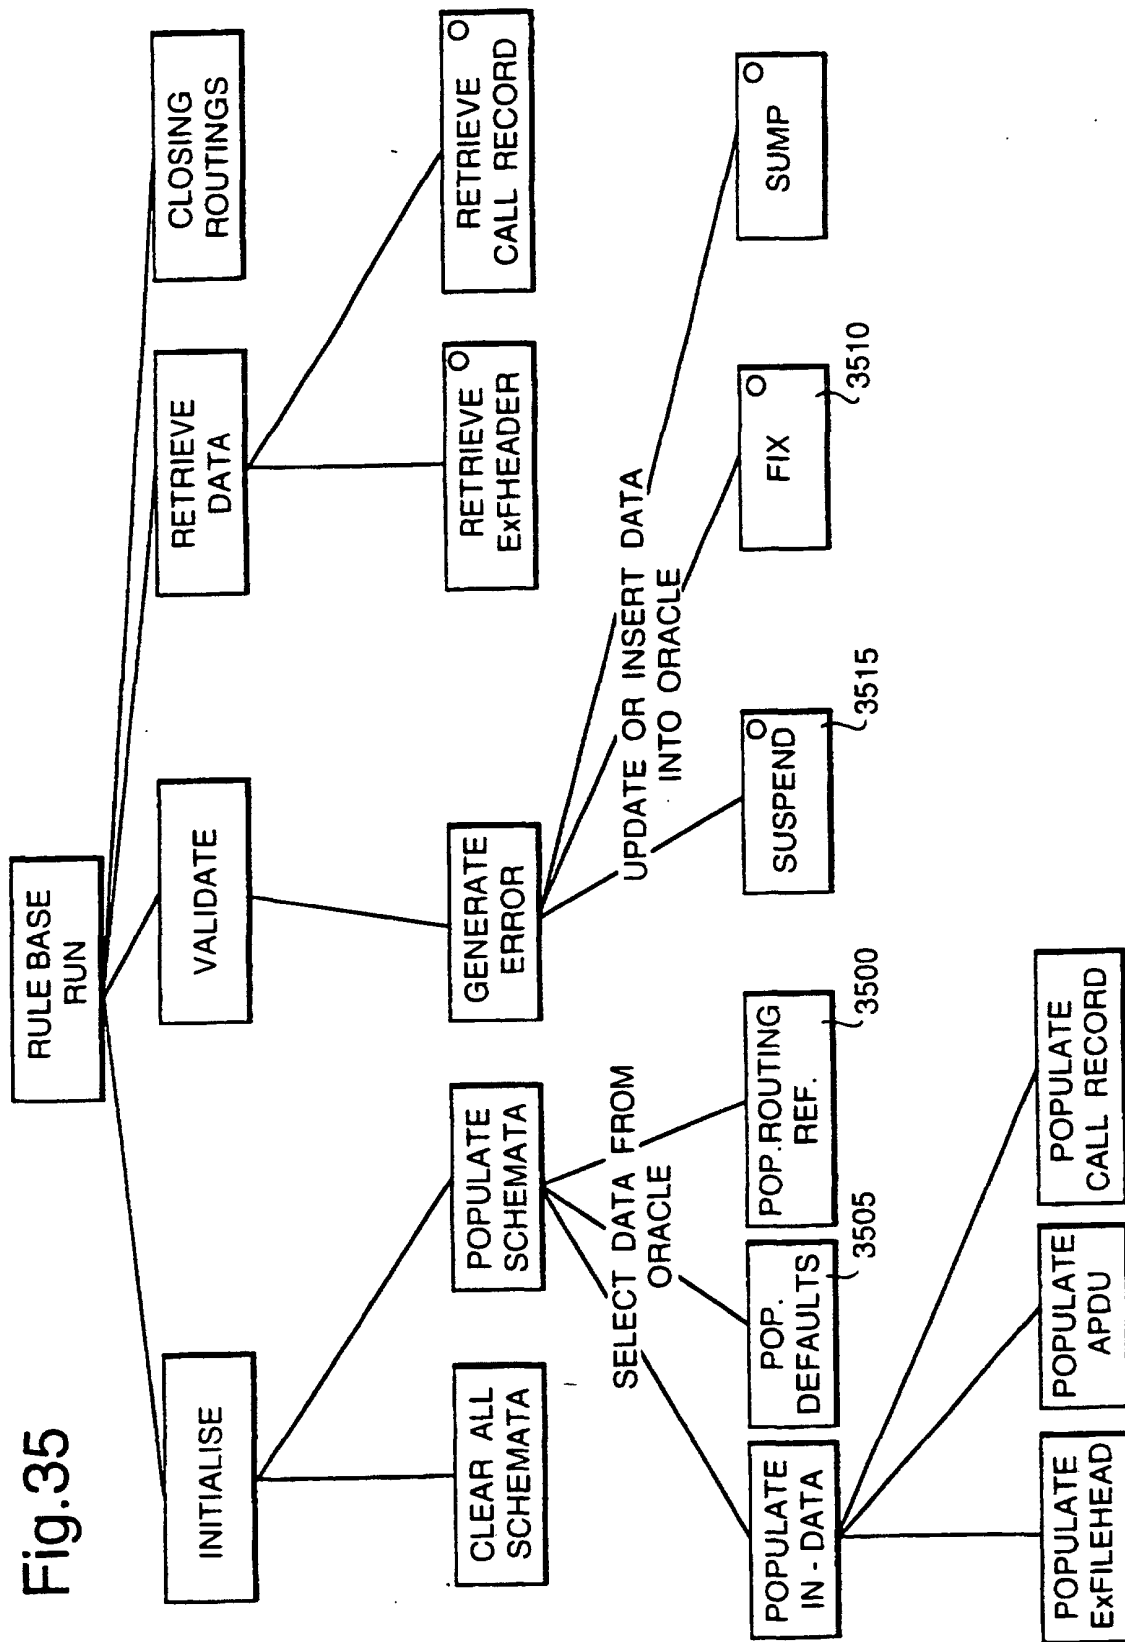 Fig.35
RULE BASE
RUN
INITIALISE
VALIDATE
RETRIEVE
DATA
CLOSING
ROUTINGS
CLEAR ALL
SCHEMATA
POPULATE
SCHEMATA
GENERATE
ERROR
RETRIEVE
ExFHEADER
RETRIEVE
CALL RECORD
SELECT DATA FROM
ORACLE
UPDATE OR INSERT DATA
INTO ORACLE
POPULATE
IN - DATA
POP.
DEFAULTS
3505
POP.ROUTING
REF.
3500
SUSPEND
3515
FIX
3510
SUMP
POPULATE
ExFILEHEAD
POPULATE
APDU
POPULATE
CALL RECORD